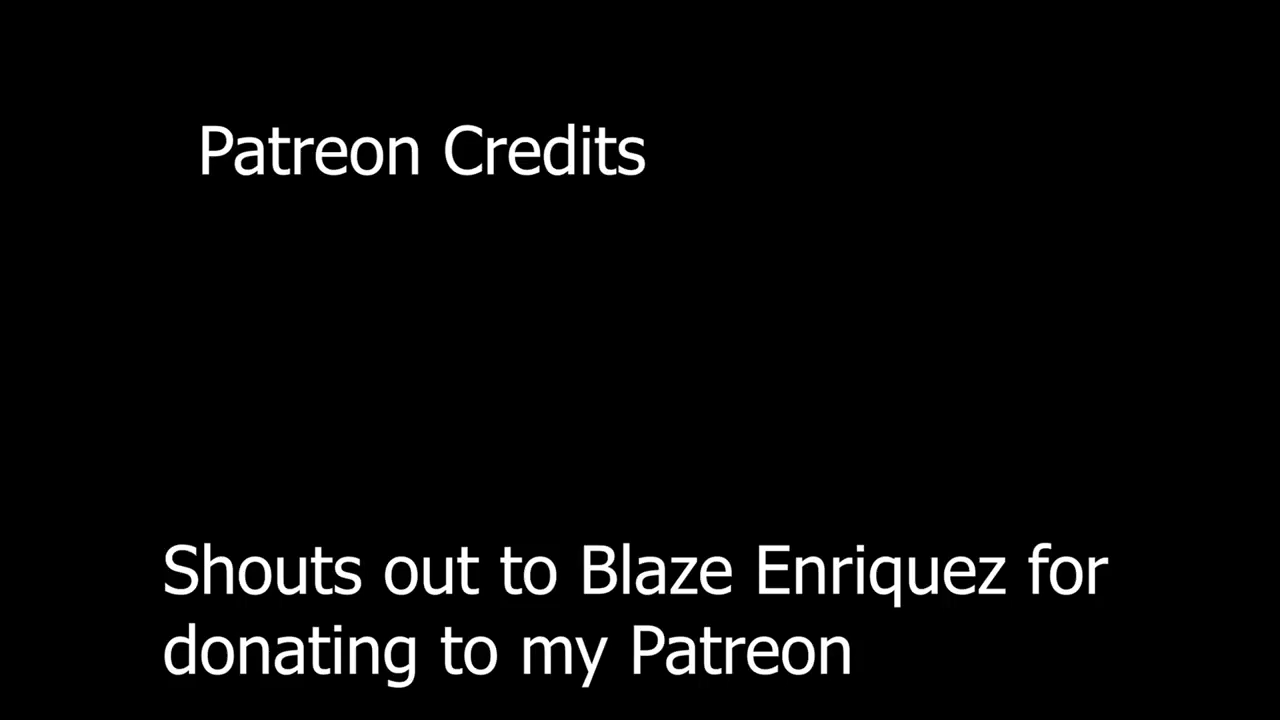 Patreon Credits
Shouts out to Blaze Enriquez for
donating to my Patreon